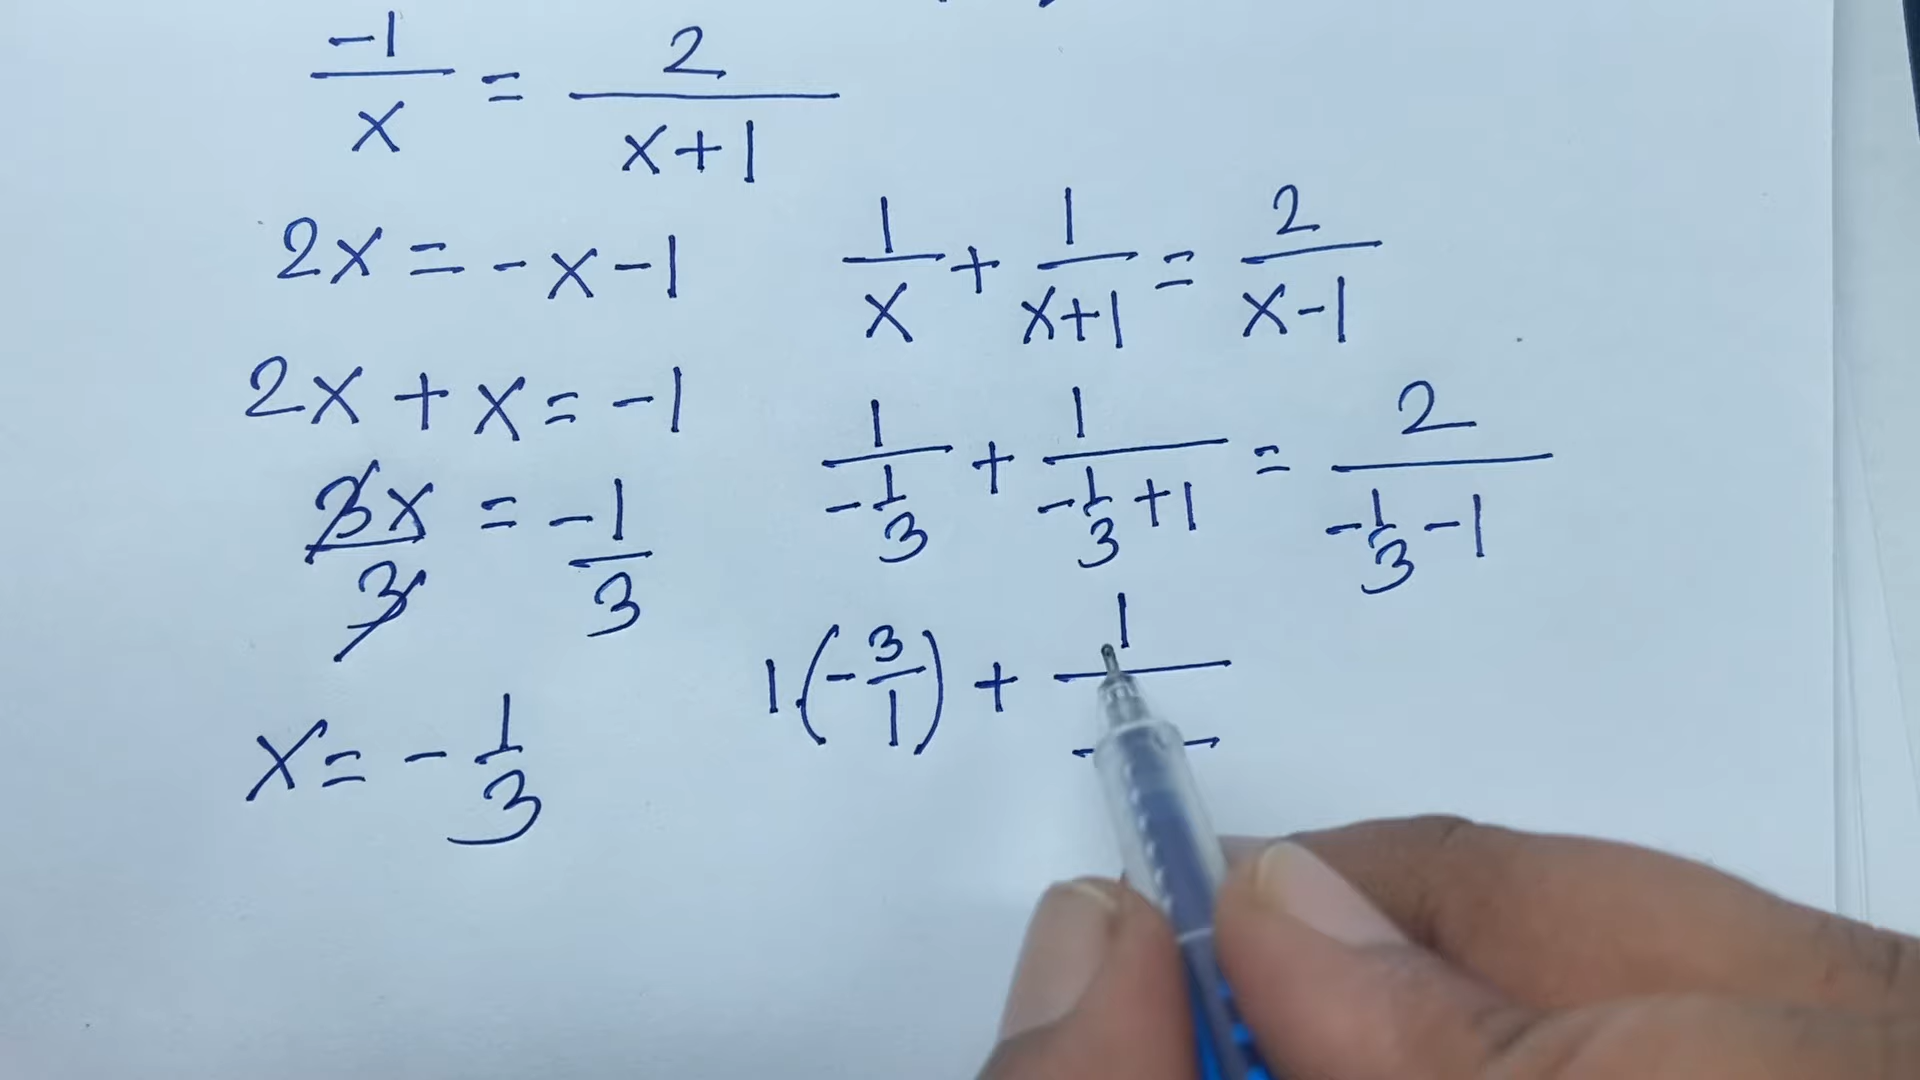 -1/x = 2/(x+1)
2x = -x-1
2x + x = -1
3x/3 = -1/3
x = -1/3
1/x + 1/(x+1) = 2/(x-1)
1/(-1/3) + 1/(-1/3 +1) = 2/(-1/3 -1)
1(-3/1) + 1/